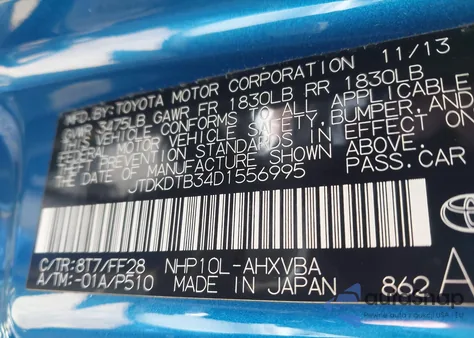 MFD.BY:TOYOTA MOTOR CORPORATION 11/13
GVWR 3475LB GAWR FR 1830LB RR 1830LB
THIS VEHICLE CONFORMS TO ALL APPLICABLE
FEDERAL MOTOR VEHICLE SAFETY,BUMPER,AND
THEFT PREVENTION STANDARDS IN EFFECT ON
THE DATE OF MANUFACTURE SHOWN ABOVE.
JTDKDTB34D1556995 PASS.CAR
C/TR:8T7/FF28 NHP10L-AHXVBA
A/TM:-01A/P510 MADE IN JAPAN 862 A
autosnap